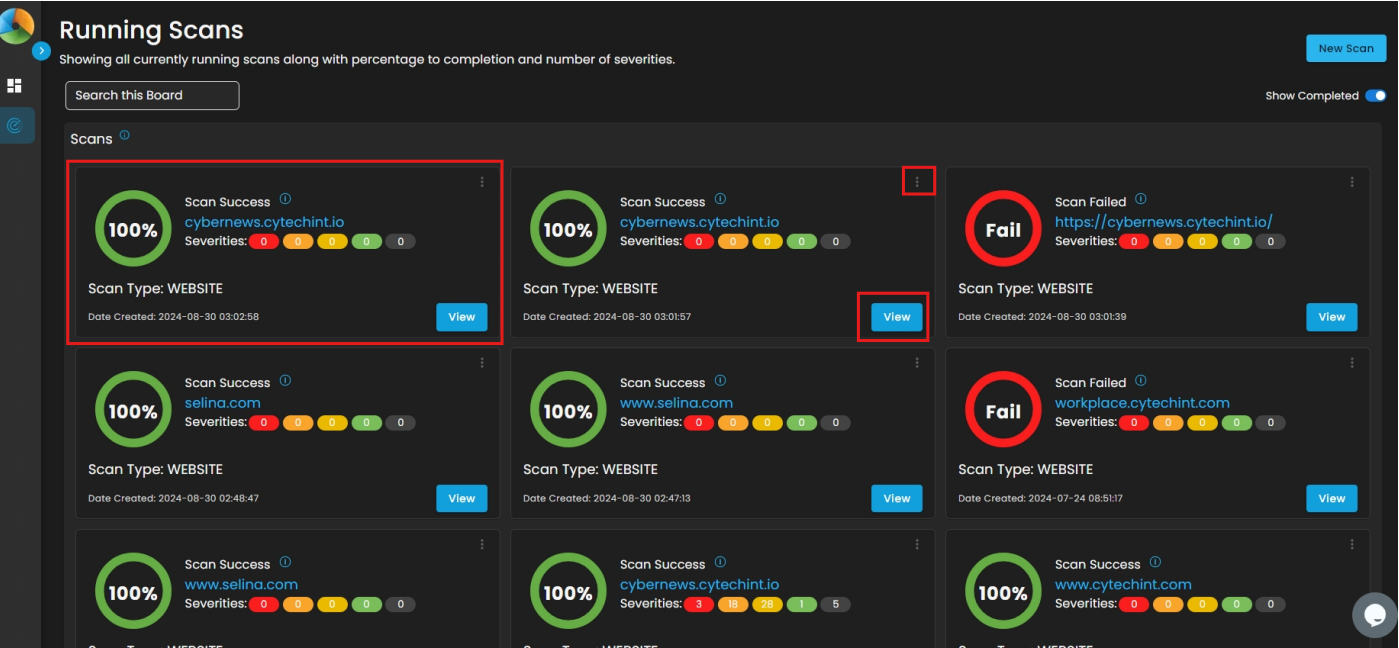 Running Scans
Showing all currently running scans along with percentage to completion and number of severities.
New Scan
Search this Board
Show Completed
Scans
100%
Scan Success
cybernews.cytechint.io
Severities: 0 0 0 0 0
Scan Type: WEBSITE
Date Created: 2024-08-30 03:02:58
View
100%
Scan Success
cybernews.cytechint.io
Severities: 0 0 0 0 0
Scan Type: WEBSITE
Date Created: 2024-08-30 03:01:57
View
Fail
Scan Failed
https://cybernews.cytechint.io/
Severities: 0 0 0 0 0
Scan Type: WEBSITE
Date Created: 2024-08-30 03:01:39
View
100%
Scan Success
selina.com
Severities: 0 0 0 0 0
Scan Type: WEBSITE
Date Created: 2024-08-30 02:48:47
View
100%
Scan Success
www.selina.com
Severities: 0 0 0 0 0
Scan Type: WEBSITE
Date Created: 2024-08-30 02:47:13
View
Fail
Scan Failed
workplace.cytechint.com
Severities: 0 0 0 0 0
Scan Type: WEBSITE
Date Created: 2024-07-24 08:51:17
View
100%
Scan Success
www.selina.com
Severities: 0 0 0 0 0
Scan Type: WEBSITE
100%
Scan Success
cybernews.cytechint.io
Severities: 3 18 28 1 5
Scan Type: WEBSITE
100%
Scan Success
www.cytechint.com
Severities: 0 0 0 0 0
Scan Type: WEBSITE